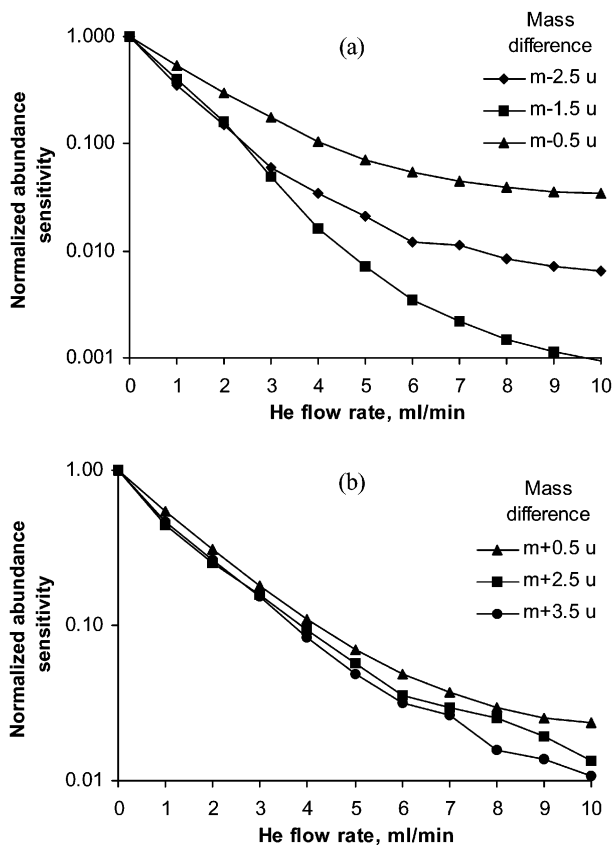 (a)
Mass
difference
m-2.5 u
m-1.5 u
m-0.5 u
Normalized abundance
sensitivity
1.000
0.100
0.010
0.001
0 1 2 3 4 5 6 7 8 9 10
He flow rate, ml/min
(b)
Mass
difference
m+0.5 u
m+2.5 u
m+3.5 u
Normalized abundance
sensitivity
1.00
0.10
0.01
0 1 2 3 4 5 6 7 8 9 10
He flow rate, ml/min